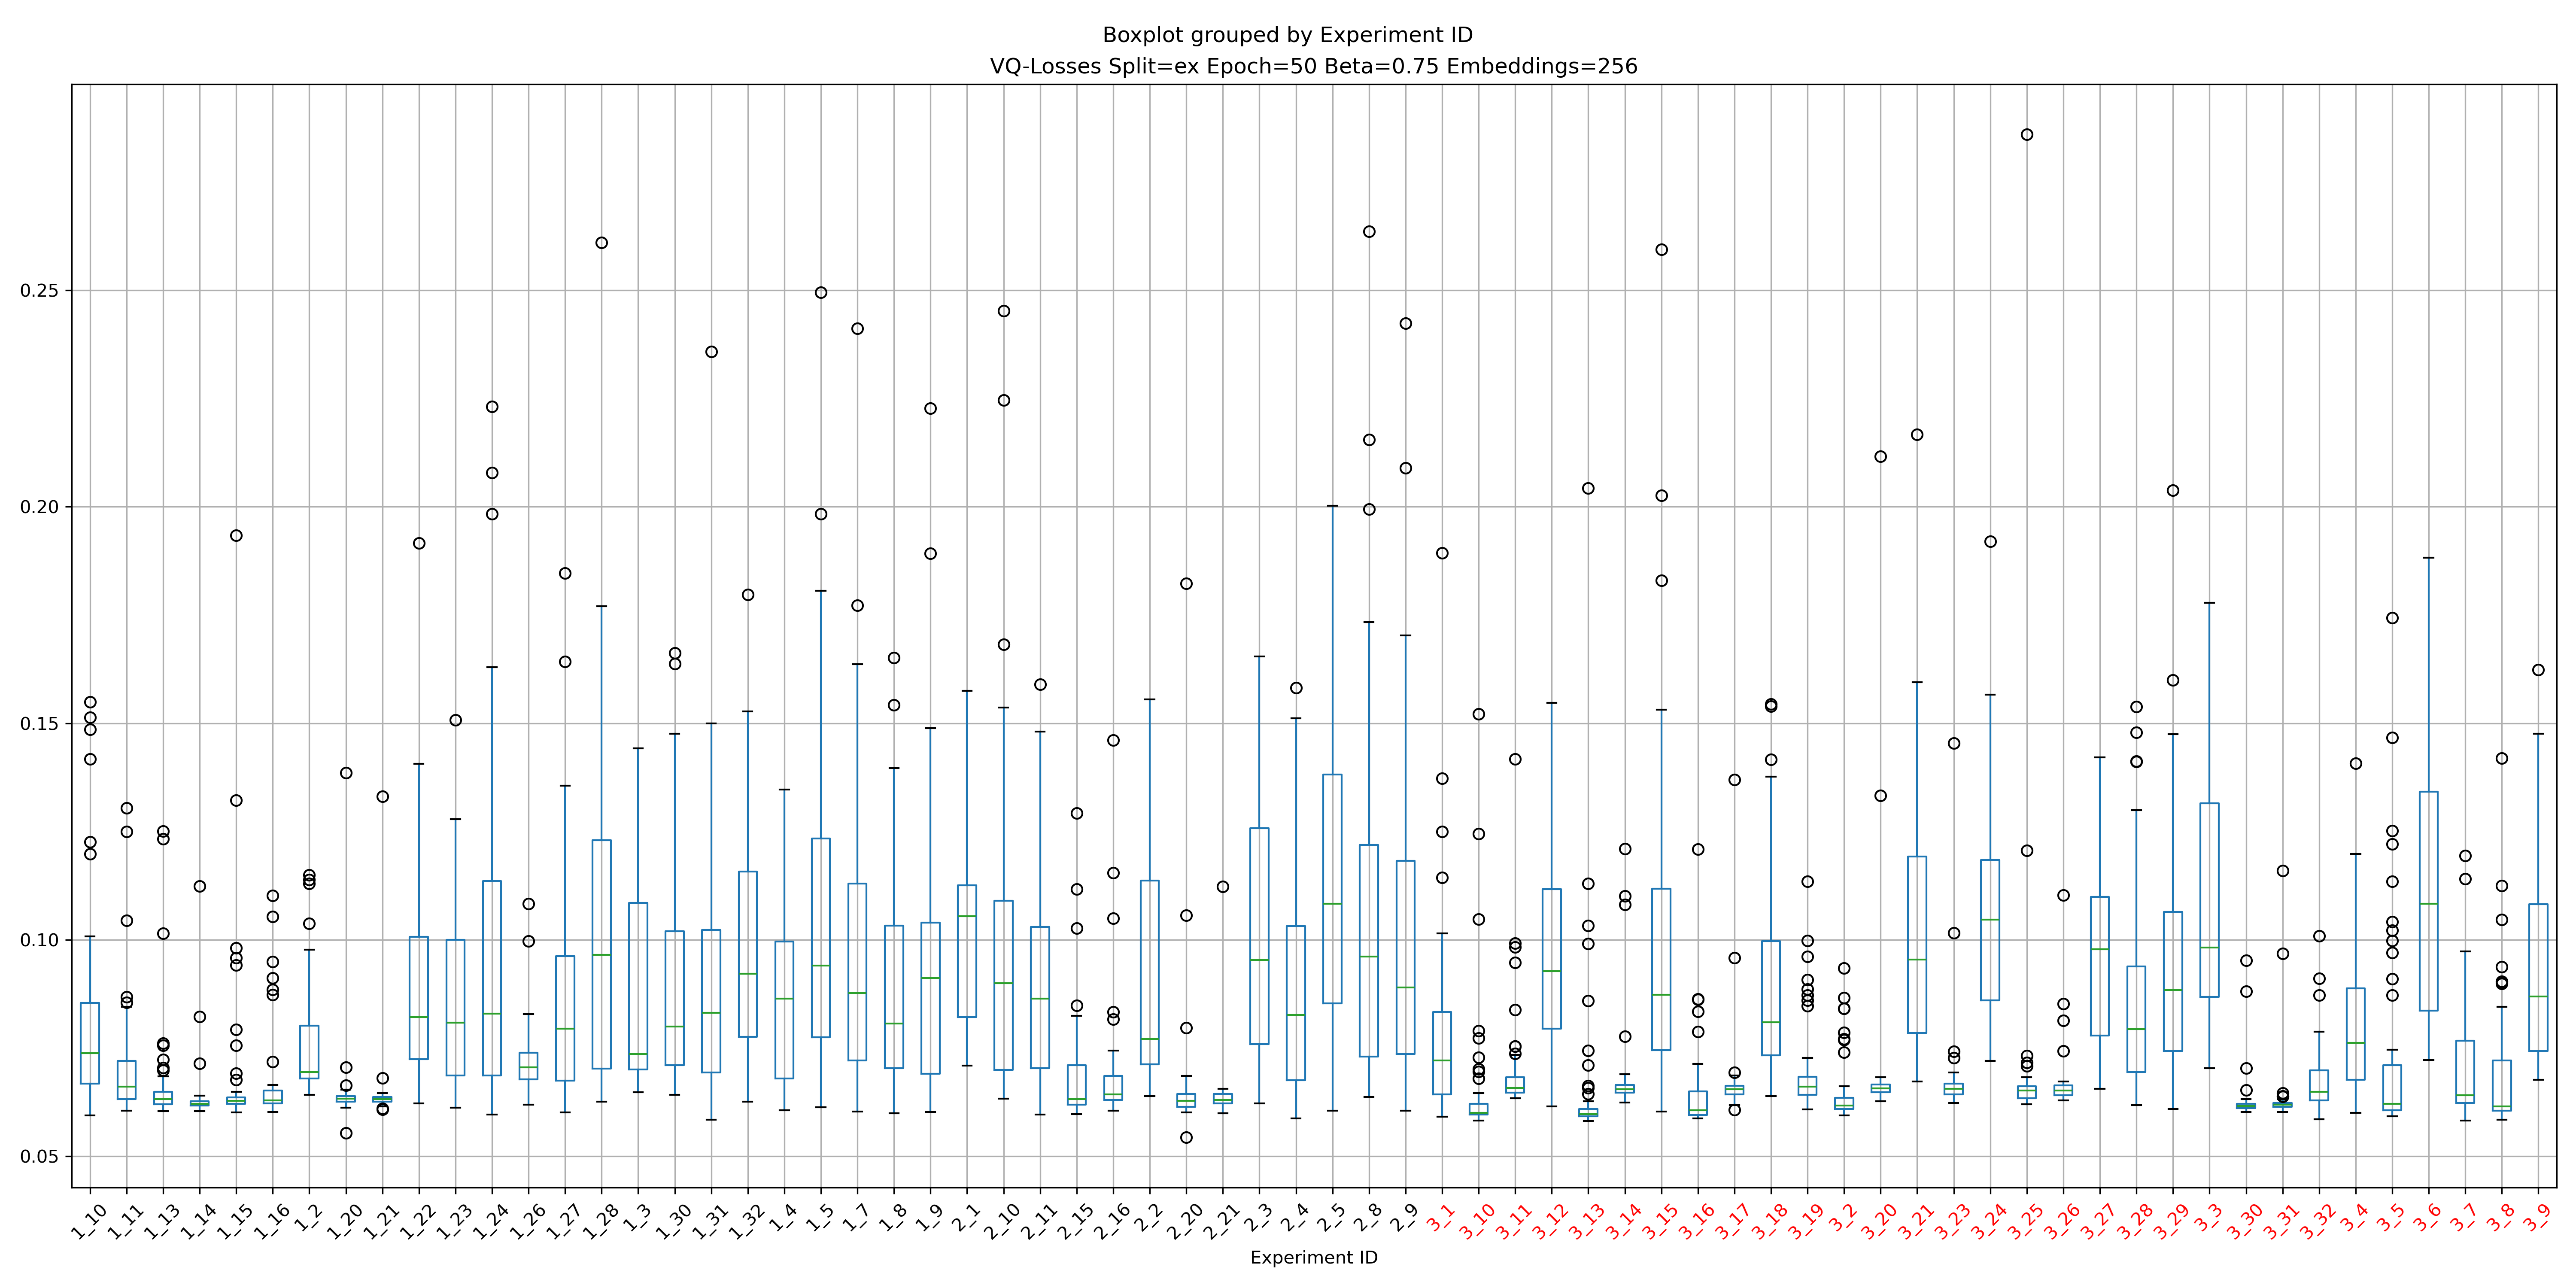 Boxplot grouped by Experiment ID
VQ-Losses Split=ex Epoch=50 Beta=0.75 Embeddings=256
0.25
0.20
0.15
0.10
0.05
1_10 1_11 1_13 1_14 1_15 1_16 1_2 1_20 1_21 1_22 1_23 1_24 1_26 1_27 1_28 1_3 1_30 1_31 1_32 1_4 1_5 1_7 1_8 1_9 2_1 2_10 2_11 2_15 2_16 2_2 2_20 2_21 2_3 2_4 2_5 2_8 2_9 3_1 3_10 3_11 3_12 3_13 3_14 3_15 3_16 3_17 3_18 3_19 3_2 3_20 3_21 3_23 3_24 3_25 3_26 3_27 3_28 3_29 3_3 3_30 3_31 3_32 3_4 3_5 3_6 3_7 3_8 3_9
Experiment ID